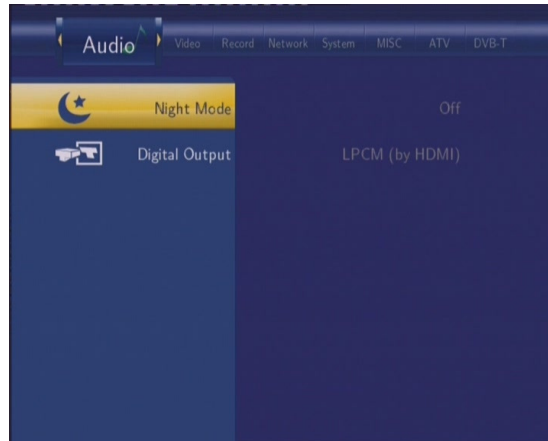 Audio Video Record Network System MISC ATV DVB-T
Night Mode Off
Digital Output LPCM (by HDMI)